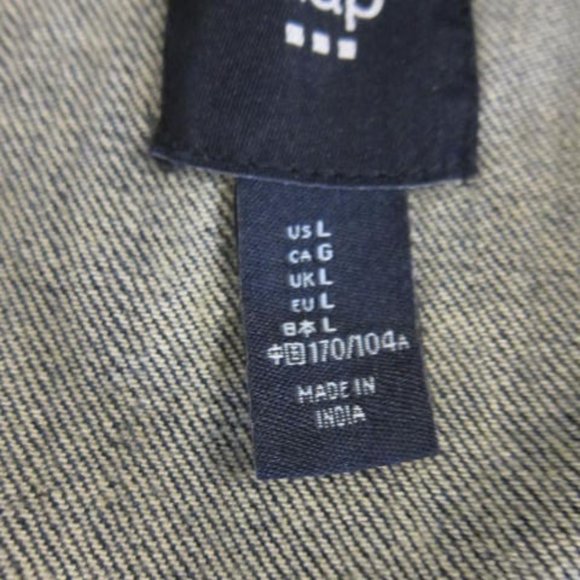 US L
CA G
UK L
EU L
日本 L
中国 170/104A
MADE IN
INDIA